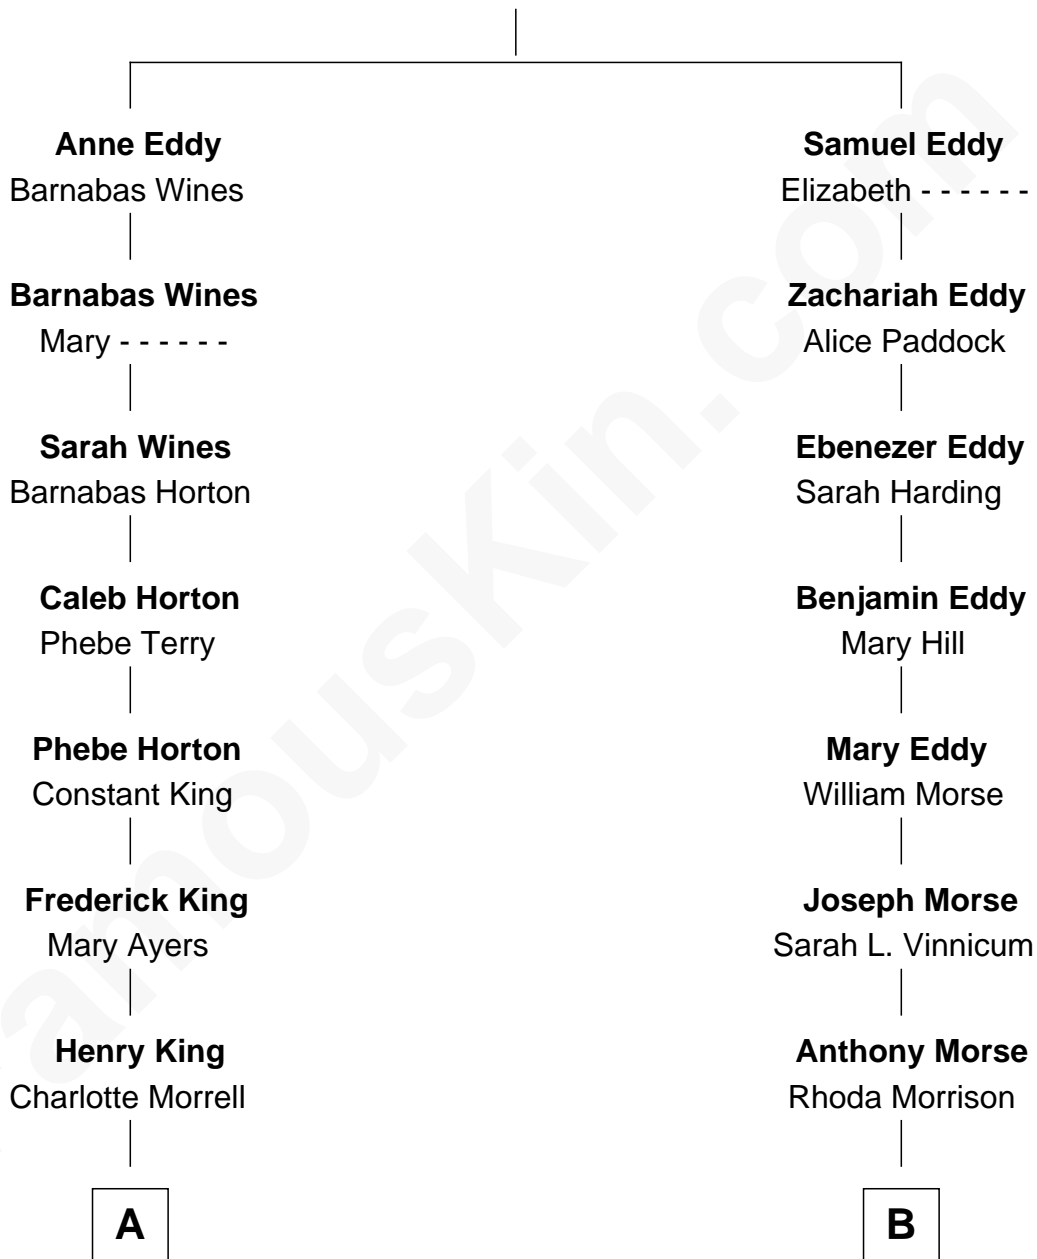 Anne Eddy
Barnabas Wines
Barnabas Wines
Mary - - - - - -
Sarah Wines
Barnabas Horton
Caleb Horton
Phebe Terry
Phebe Horton
Constant King
Frederick King
Mary Ayers
Henry King
Charlotte Morrell
A
Samuel Eddy
Elizabeth - - - - - -
Zachariah Eddy
Alice Paddock
Ebenezer Eddy
Sarah Harding
Benjamin Eddy
Mary Hill
Mary Eddy
William Morse
Joseph Morse
Sarah L. Vinnicum
Anthony Morse
Rhoda Morrison
B
amouskin.com